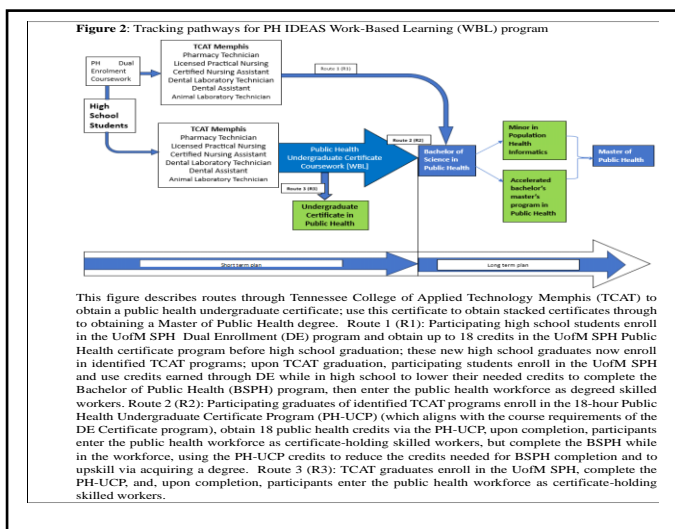 Figure 2: Tracking pathways for PH IDEAS Work-Based Learning (WBL) program
PH Dual
Enrolment
Coursework
High
School
Students
TCAT Memphis
Pharmacy Technician
Licensed Practical Nursing
Certified Nursing Assistant
Dental Laboratory Technician
Dental Assistant
Animal Laboratory Technician
Route 1 (R1)
TCAT Memphis
Pharmacy Technician
Licensed Practical Nursing
Certified Nursing Assistant
Dental Laboratory Technician
Dental Assistant
Animal Laboratory Technician
Public Health
Undergraduate Certificate
Coursework [WBL]
Route 2 (R2)
Route 3 (R3)
Undergraduate
Certificate in
Public Health
Bachelor of
Science in
Public Health
Minor in
Population
Health
Informatics
Accelerated
bachelor's
master's
program in
Public Health
Master of
Public Health
Short term plan
Long term plan
This figure describes routes through Tennessee College of Applied Technology Memphis (TCAT) to
obtain a public health undergraduate certificate; use this certificate to obtain stacked certificates through
to obtaining a Master of Public Health degree. Route 1 (R1): Participating high school students enroll
in the UofM SPH Dual Enrollment (DE) program and obtain up to 18 credits in the UofM SPH Public
Health certificate program before high school graduation; these new high school graduates now enroll
in identified TCAT programs; upon TCAT graduation, participating students enroll in the UofM SPH
and use credits earned through DE while in high school to lower their needed credits to complete the
Bachelor of Public Health (BSPH) program, then enter the public health workforce as degreed skilled
workers. Route 2 (R2): Participating graduates of identified TCAT programs enroll in the 18-hour Public
Health Undergraduate Certificate Program (PH-UCP) (which aligns with the course requirements of the
DE Certificate program), obtain 18 public health credits via the PH-UCP, upon completion, participants
enter the public health workforce as certificate-holding skilled workers, but complete the BSPH while
in the workforce, using the PH-UCP credits to reduce the credits needed for BSPH completion and to
upskill via acquiring a degree. Route 3 (R3): TCAT graduates enroll in the UofM SPH, complete the
PH-UCP, and, upon completion, participants enter the public health workforce as certificate-holding
skilled workers.